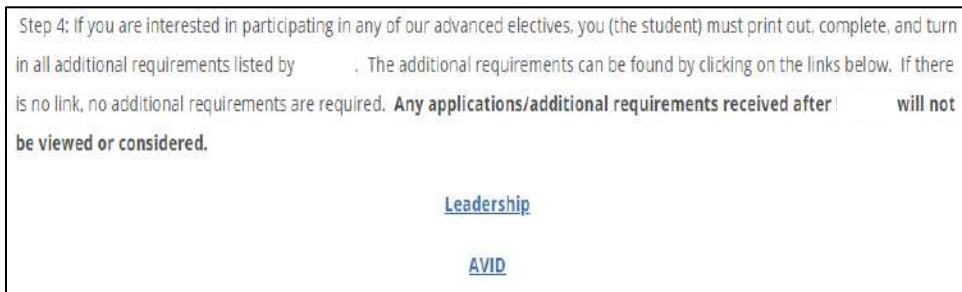 Step 4: If you are interested in participating in any of our advanced electives, you (the student) must print out, complete, and turn
in all additional requirements listed by . The additional requirements can be found by clicking on the links below. If there
is no link, no additional requirements are required. Any applications/additional requirements received after will not
be viewed or considered.
Leadership
AVID